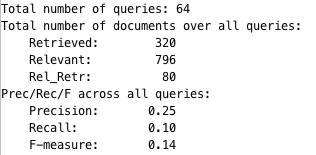 Total number of queries: 64
Total number of documents over all queries:
Retrieved: 320
Relevant: 796
Rel_Retr: 80
Prec/Rec/F across all queries:
Precision: 0.25
Recall: 0.10
F-measure: 0.14